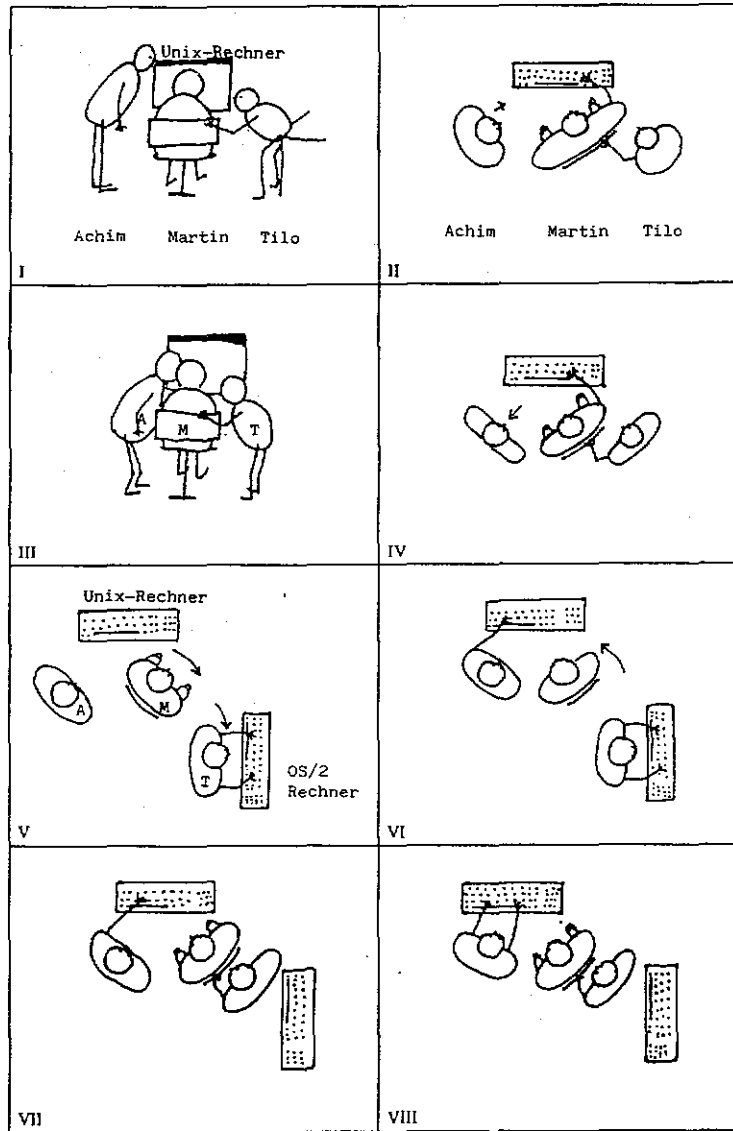 Unix-Rechner
Achim Martin Tilo
I
Achim Martin Tilo
II
A M T
III
IV
Unix-Rechner
A M
T
OS/2
Rechner
V
VI
VII
VIII